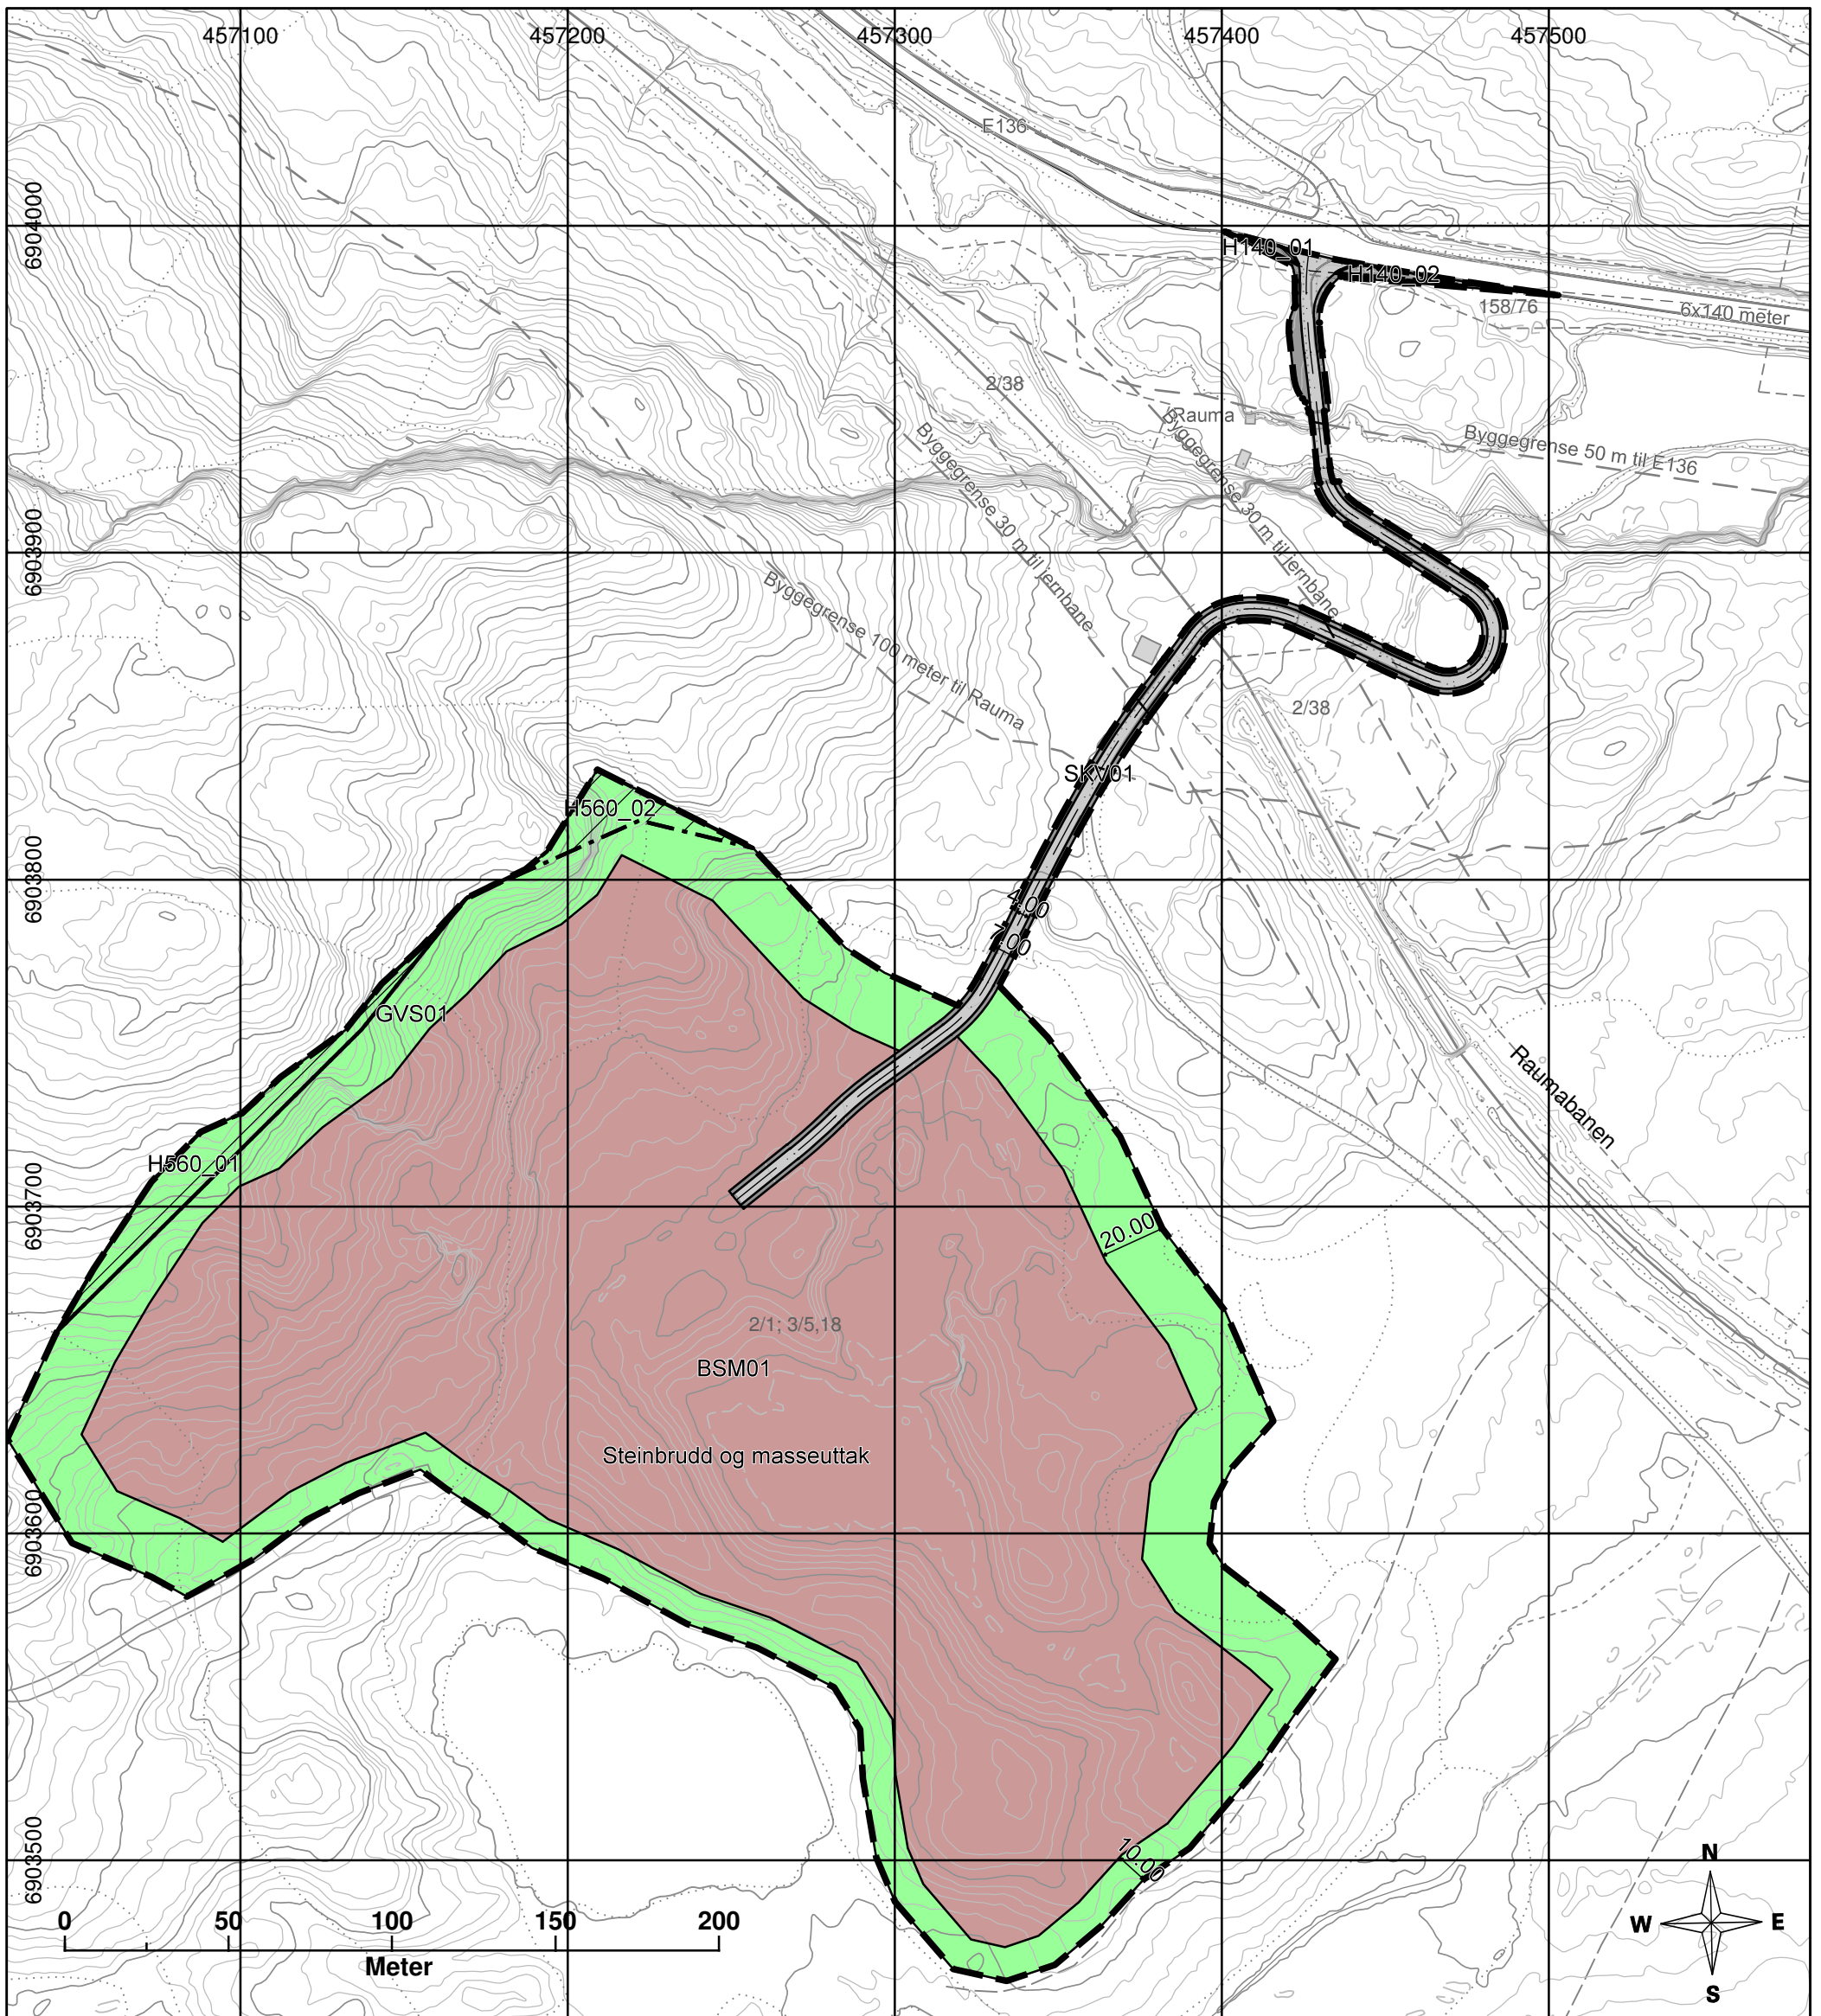 457100
457200
457300
457400
457500
E136
6904000
H140_01
H140_02
158/76
6x140 meter
2/38
Rauma
Byggegrense 30 m til jernbane
Byggegrense 30 m til jernbane
Byggegrense 50 m til E136
6903900
Byggegrense 100 meter til Rauma
2/38
SKV01
H560_02
6903800
4.00
7.00
GVS01
Raumabanen
H560_01
6903700
20.00
2/1; 3/5,18
BSM01
Steinbrudd og masseuttak
6903600
10.00
6903500
N
W
E
S
0
50
100
150
200
Meter